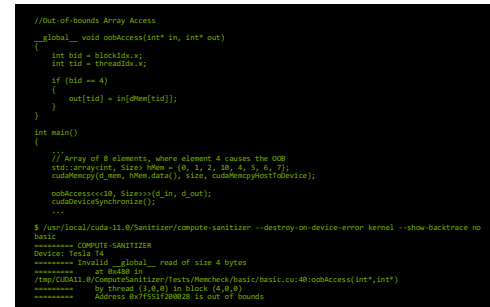 //Out-of-bounds Array Access
__global__ void oobAccess(int* in, int* out)
{
int bid = blockIdx.x;
int tid = threadIdx.x;
if (bid == 4)
{
out[tid] = in[dMem[tid]];
}
}
int main()
{
...
// Array of 8 elements, where element 4 causes the OOB
std::array<int, Size> hMem = {0, 1, 2, 10, 4, 5, 6, 7};
cudaMemcpy(d_mem, hMem.data(), size, cudaMemcpyHostToDevice);
oobAccess<<<10, Size>>>(d_in, d_out);
cudaDeviceSynchronize();
...
$ /usr/local/cuda-11.0/Sanitizer/compute-sanitizer --destroy-on-device-error kernel --show-backtrace no
basic
========= COMPUTE-SANITIZER
Device: Tesla T4
========= Invalid __global__ read of size 4 bytes
========= at 0x480 in
/tmp/CUDA11.0/ComputeSanitizer/Tests/Memcheck/basic/basic.cu:40:oobAccess(int*,int*)
========= by thread (3,0,0) in block (4,0,0)
========= Address 0x7f551f200028 is out of bounds